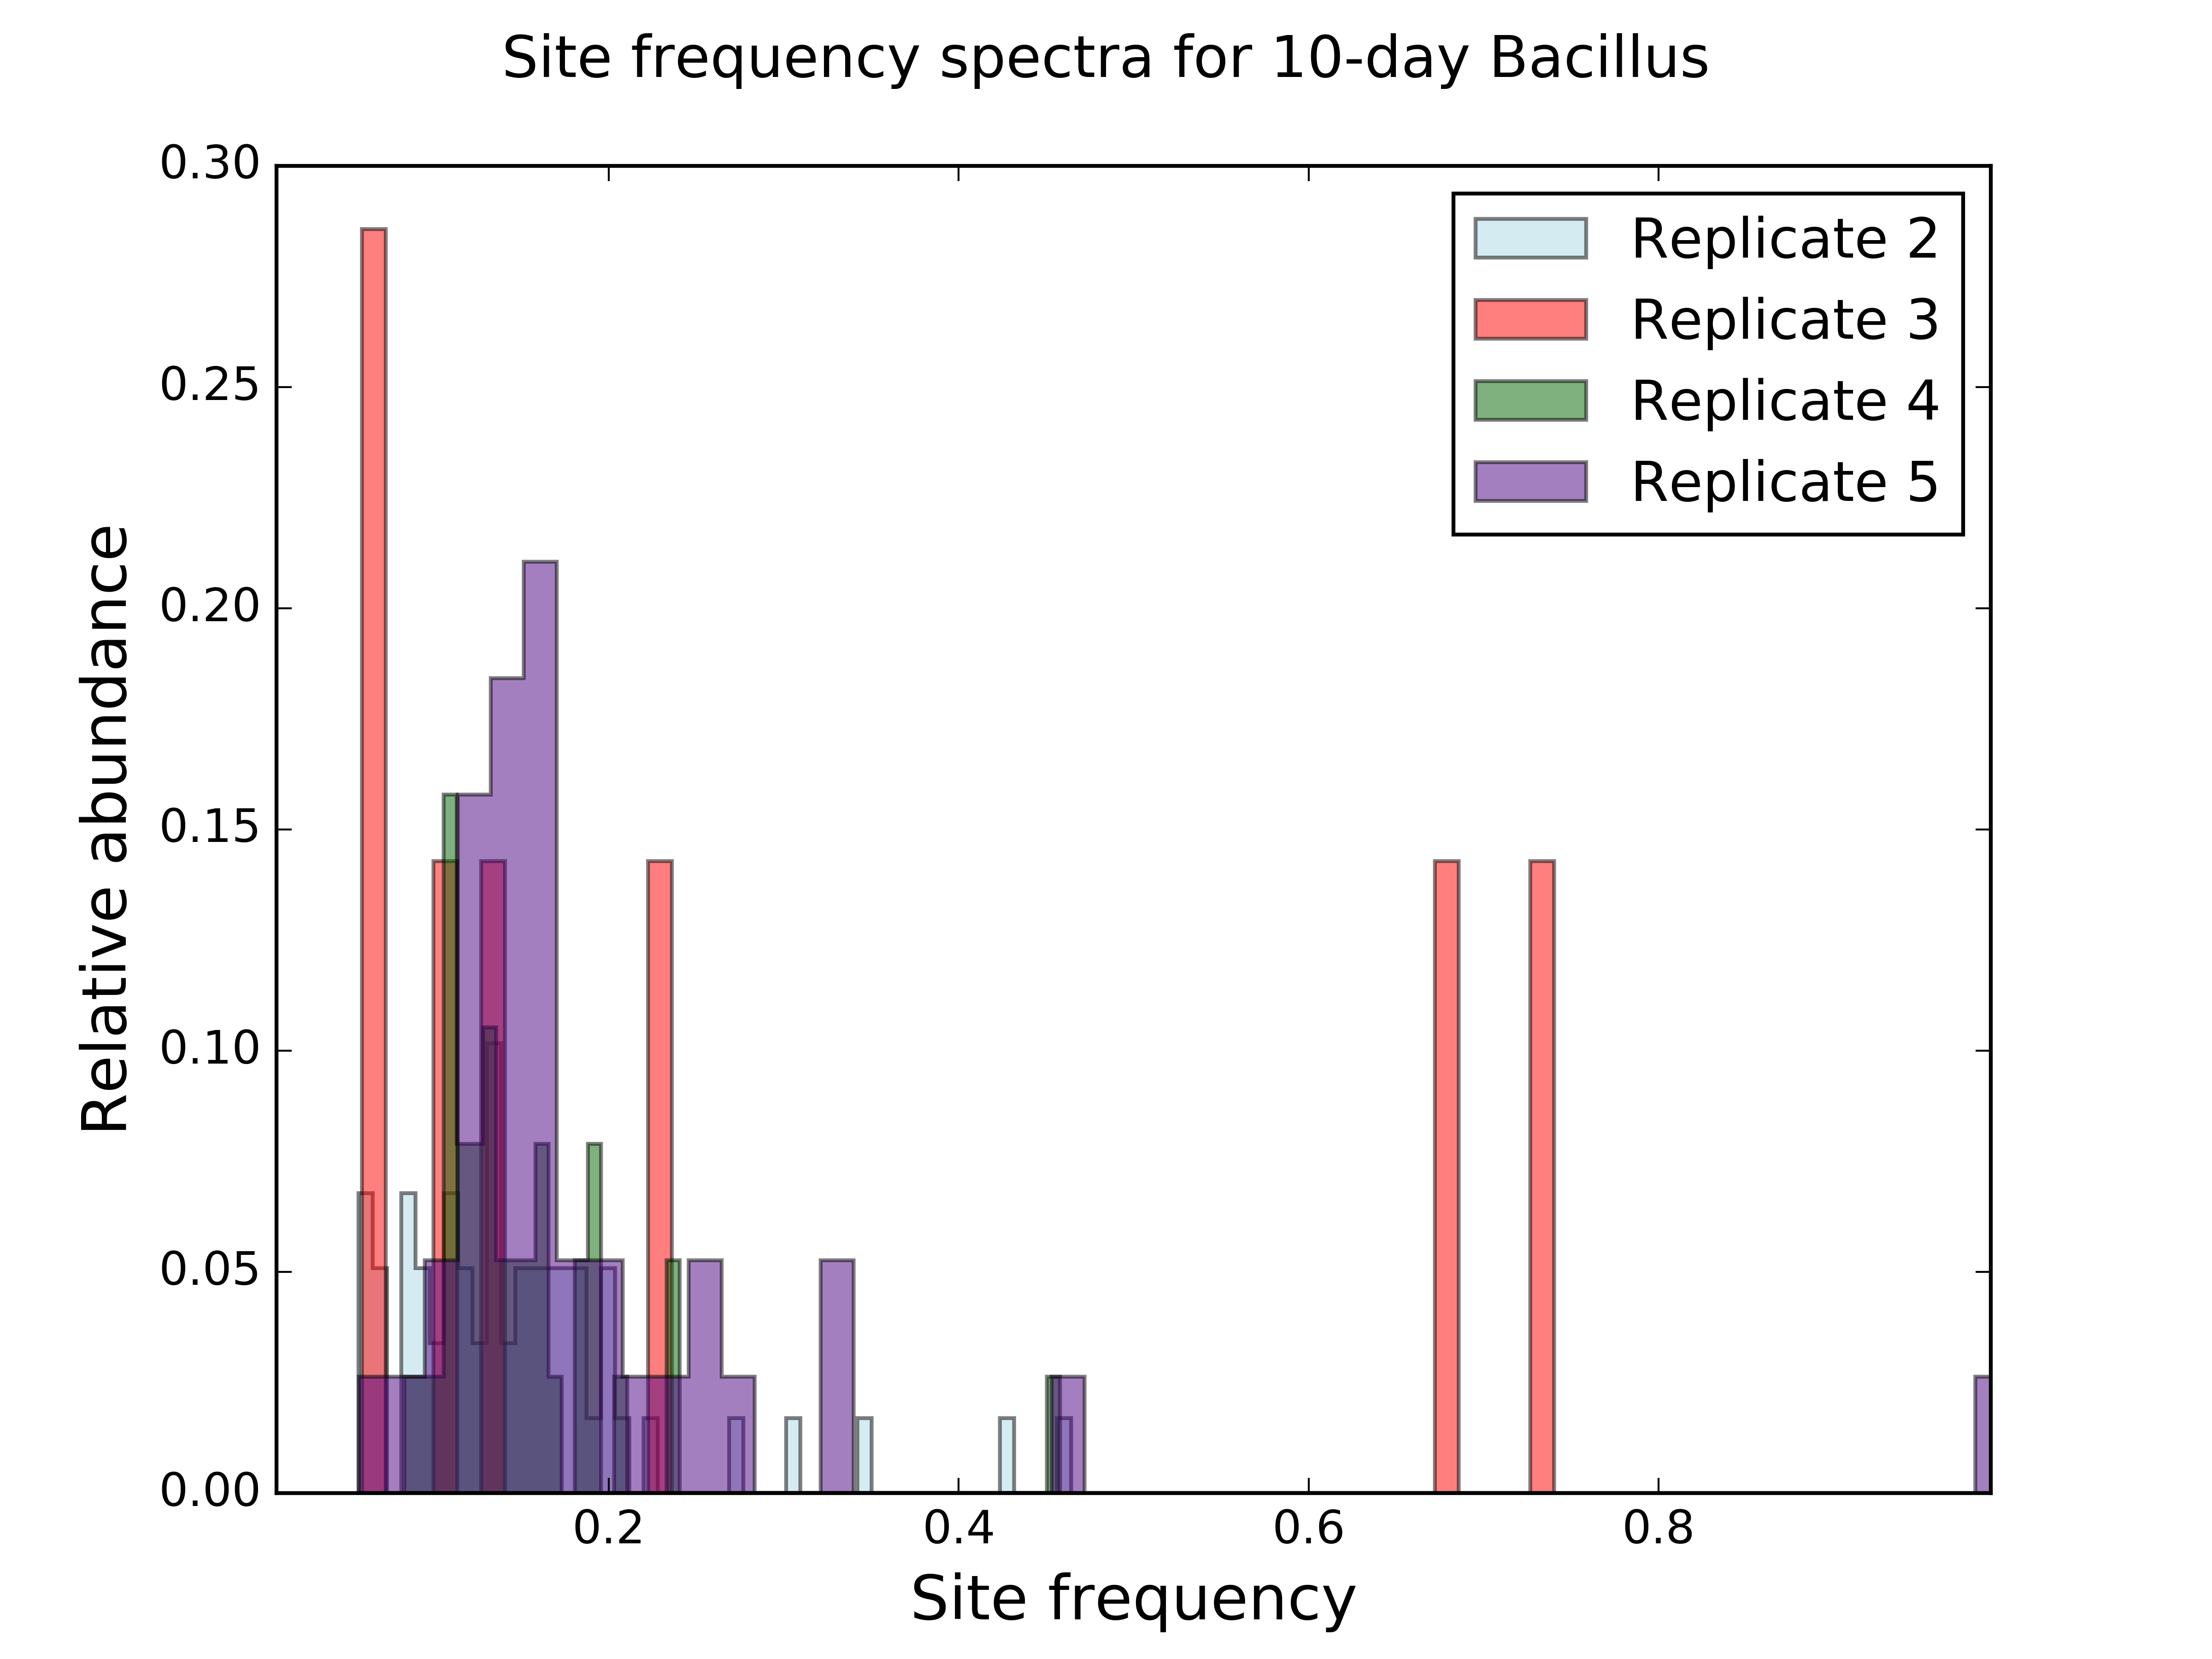 Site frequency spectra for 10-day Bacillus
0.30
0.25
0.20
0.15
0.10
0.05
0.00
Relative abundance
Replicate 2
Replicate 3
Replicate 4
Replicate 5
0.2 0.4 0.6 0.8
Site frequency